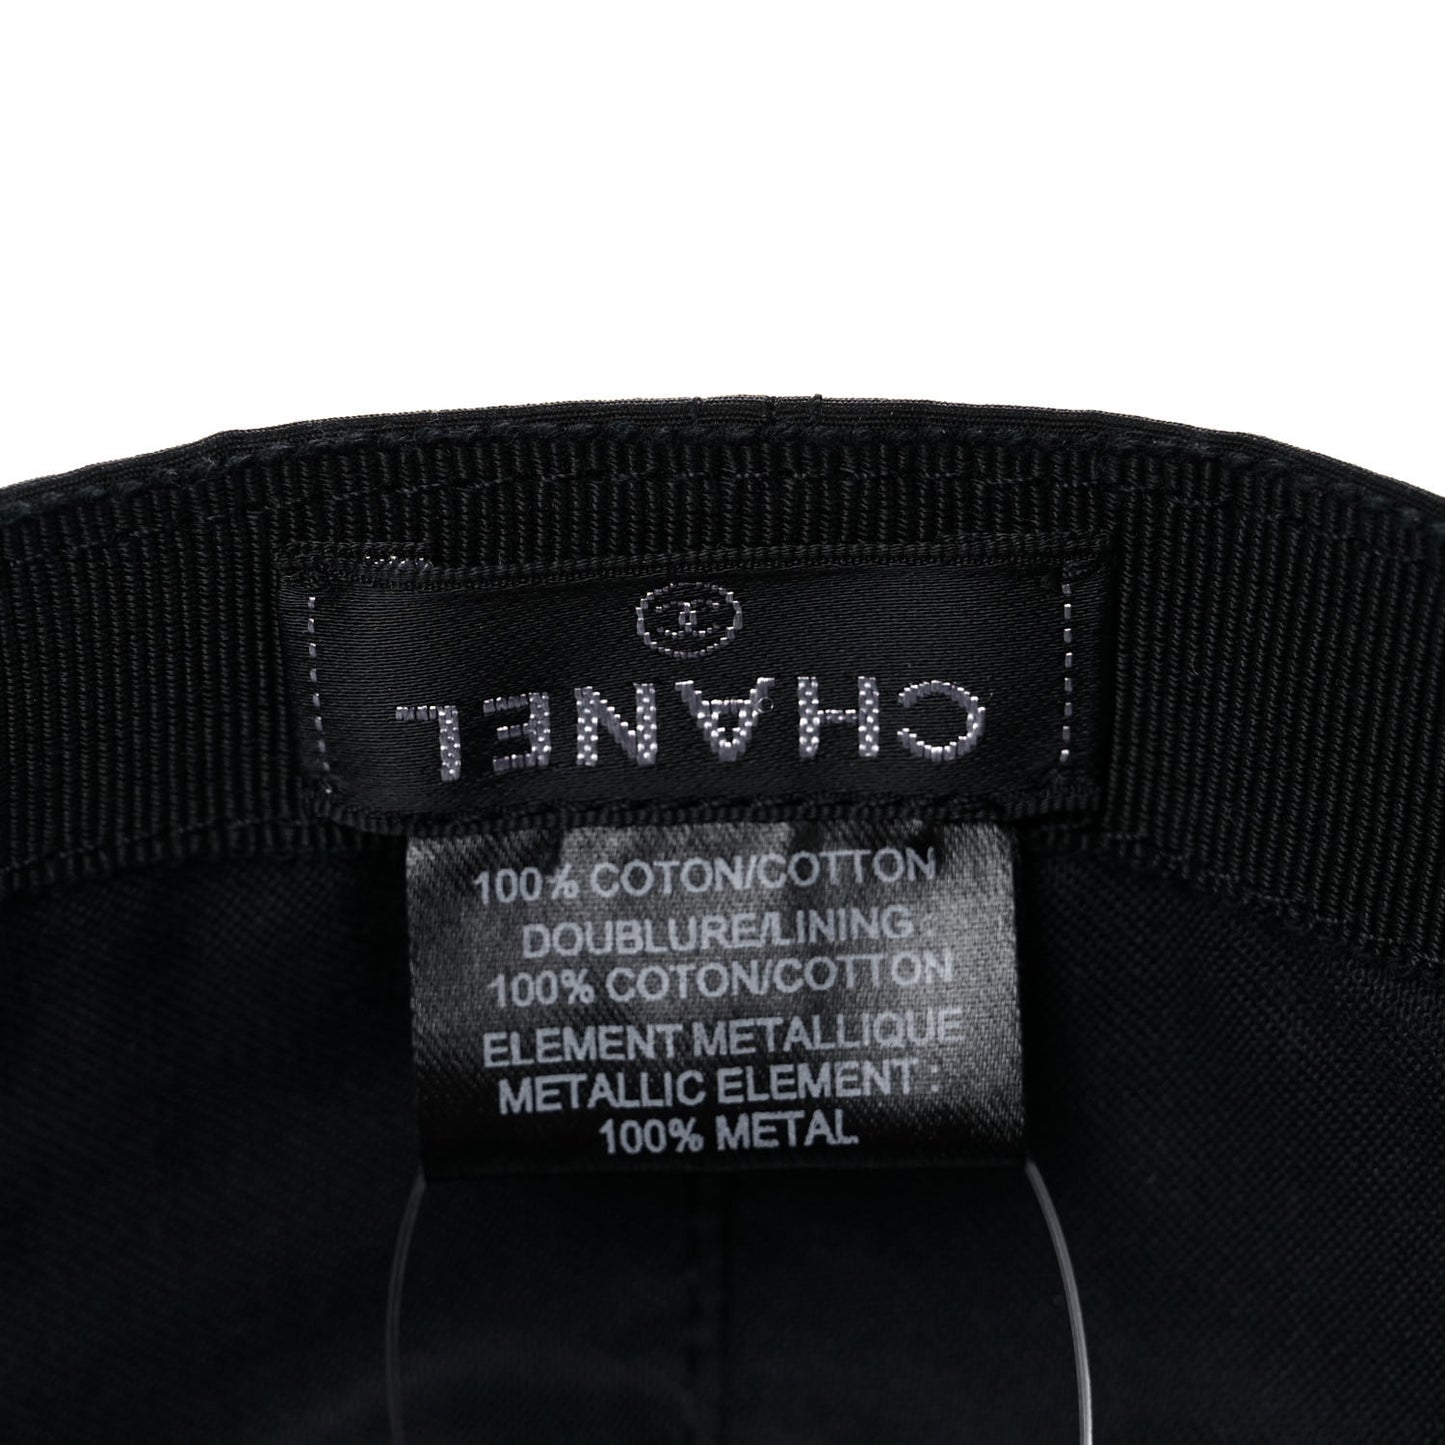 CHANEL
100% COTON/COTTON
DOUBLURE/LINING :
100% COTON/COTTON
ELEMENT METALLIQUE
METALLIC ELEMENT :
100% METAL